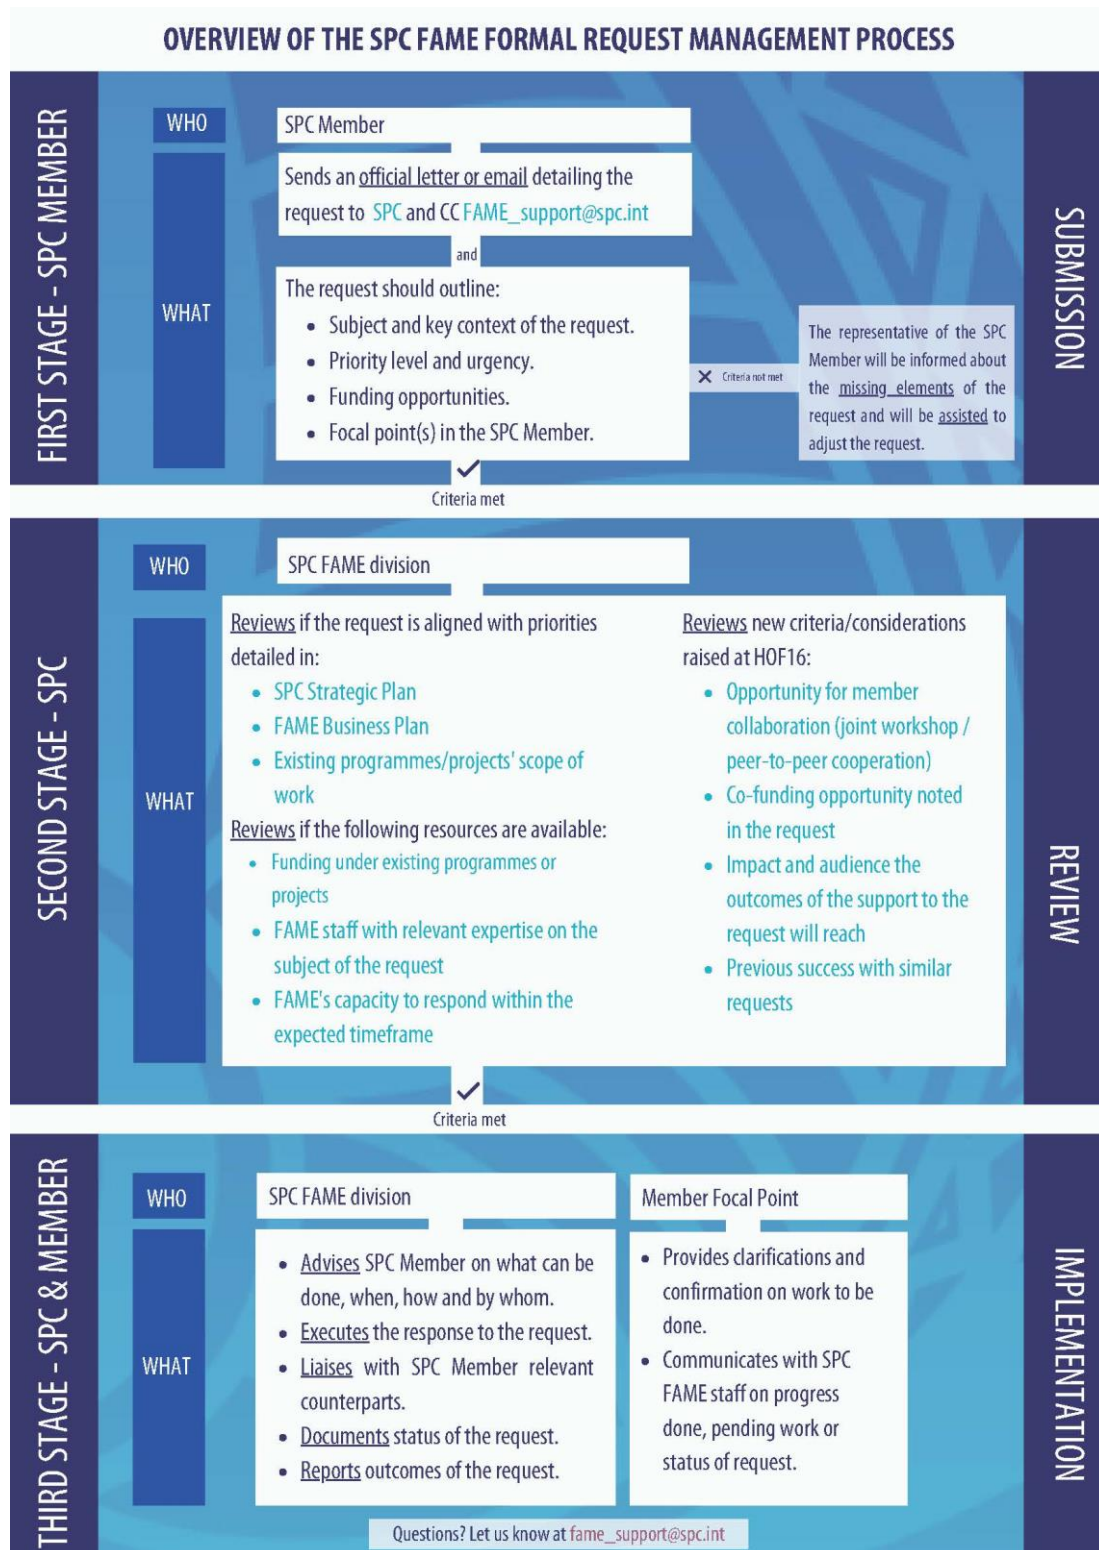 OVERVIEW OF THE SPC FAME FORMAL REQUEST MANAGEMENT PROCESS
FIRST STAGE - SPC MEMBER
SUBMISSION
WHO
SPC Member
WHAT
Sends an official letter or email detailing the
request to SPC and CC FAME_support@spc.int
and
The request should outline:
• Subject and key context of the request.
• Priority level and urgency.
• Funding opportunities.
• Focal point(s) in the SPC Member.
✕ Criteria not met
The representative of the SPC
Member will be informed about
the missing elements of the
request and will be assisted to
adjust the request.
✓
Criteria met
SECOND STAGE - SPC
REVIEW
WHO
SPC FAME division
WHAT
Reviews if the request is aligned with priorities
detailed in:
• SPC Strategic Plan
• FAME Business Plan
• Existing programmes/projects' scope of
work
Reviews if the following resources are available:
• Funding under existing programmes or
projects
• FAME staff with relevant expertise on the
subject of the request
• FAME's capacity to respond within the
expected timeframe
Reviews new criteria/considerations
raised at HOF16:
• Opportunity for member
collaboration (joint workshop /
peer-to-peer cooperation)
• Co-funding opportunity noted
in the request
• Impact and audience the
outcomes of the support to the
request will reach
• Previous success with similar
requests
✓
Criteria met
THIRD STAGE - SPC & MEMBER
IMPLEMENTATION
WHO
SPC FAME division
WHAT
• Advises SPC Member on what can be
done, when, how and by whom.
• Executes the response to the request.
• Liaises with SPC Member relevant
counterparts.
• Documents status of the request.
• Reports outcomes of the request.
Member Focal Point
• Provides clarifications and
confirmation on work to be
done.
• Communicates with SPC
FAME staff on progress
done, pending work or
status of request.
Questions? Let us know at fame_support@spc.int